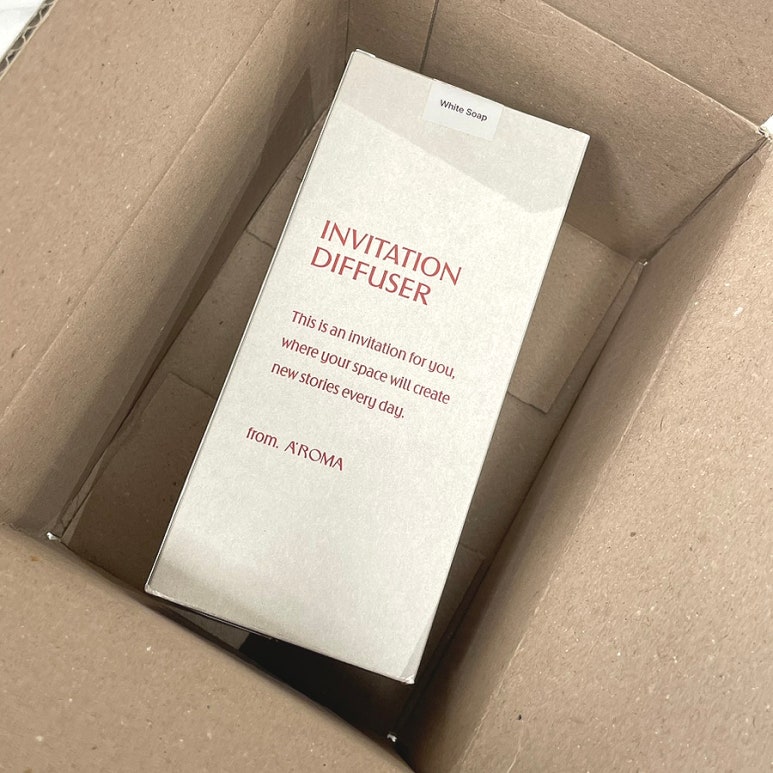 White Soap
INVITATION
DIFFUSER
This is an invitation for you,
where your space will create
new stories every day.
from. A'ROMA